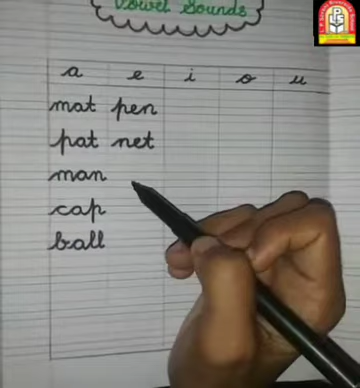 Vowel Sounds
a e i o u
mat pen
pat net
man
cap
ball